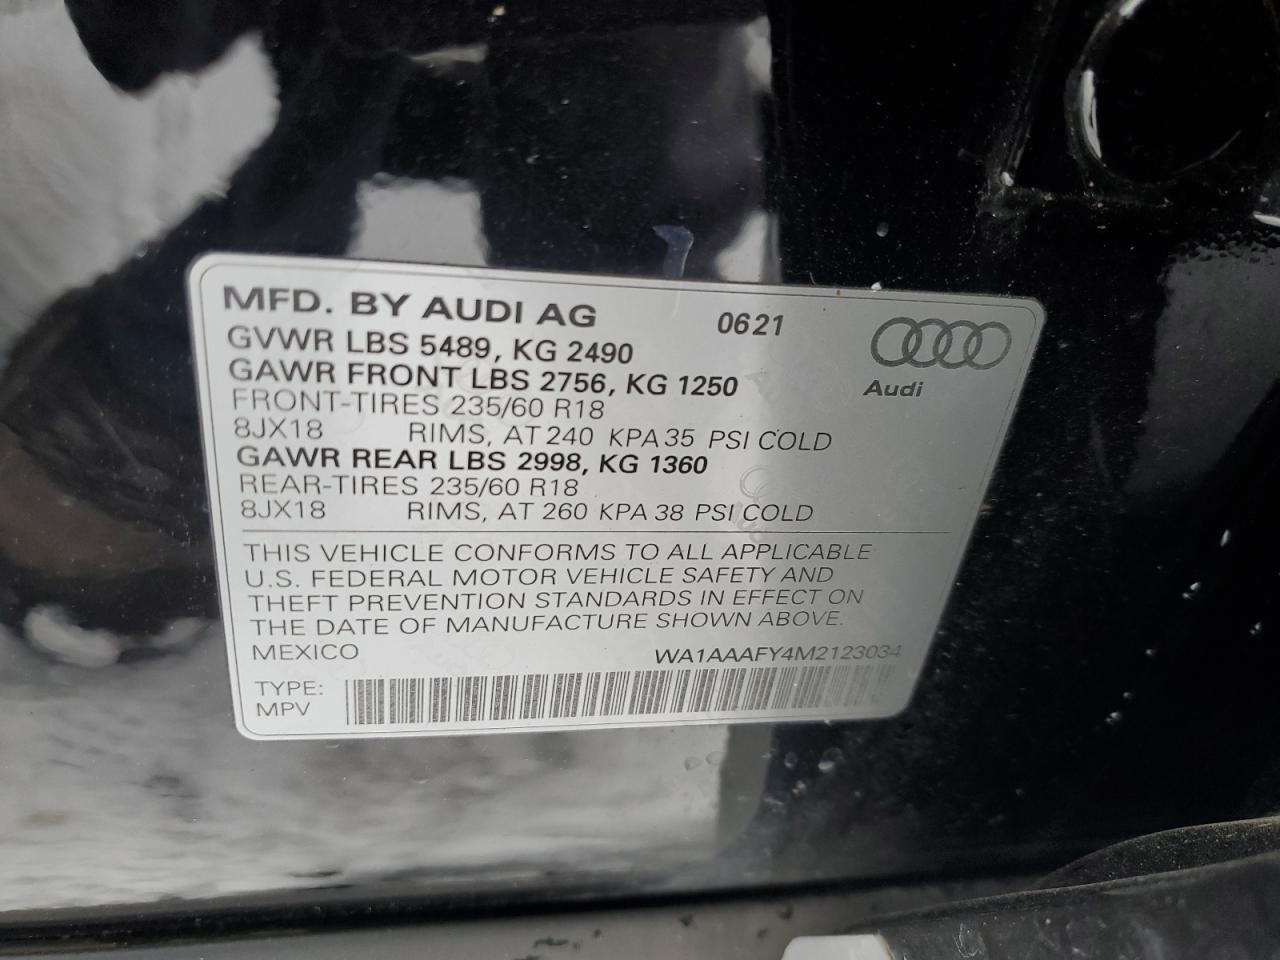 MFD. BY AUDI AG 0621
GVWR LBS 5489, KG 2490
GAWR FRONT LBS 2756, KG 1250
Audi
FRONT-TIRES 235/60 R18
8JX18 RIMS, AT 240 KPA 35 PSI COLD
GAWR REAR LBS 2998, KG 1360
REAR-TIRES 235/60 R18
8JX18 RIMS, AT 260 KPA 38 PSI COLD
THIS VEHICLE CONFORMS TO ALL APPLICABLE
U.S. FEDERAL MOTOR VEHICLE SAFETY AND
THEFT PREVENTION STANDARDS IN EFFECT ON
THE DATE OF MANUFACTURE SHOWN ABOVE.
MEXICO WA1AAAFY4M2123034
TYPE:
MPV